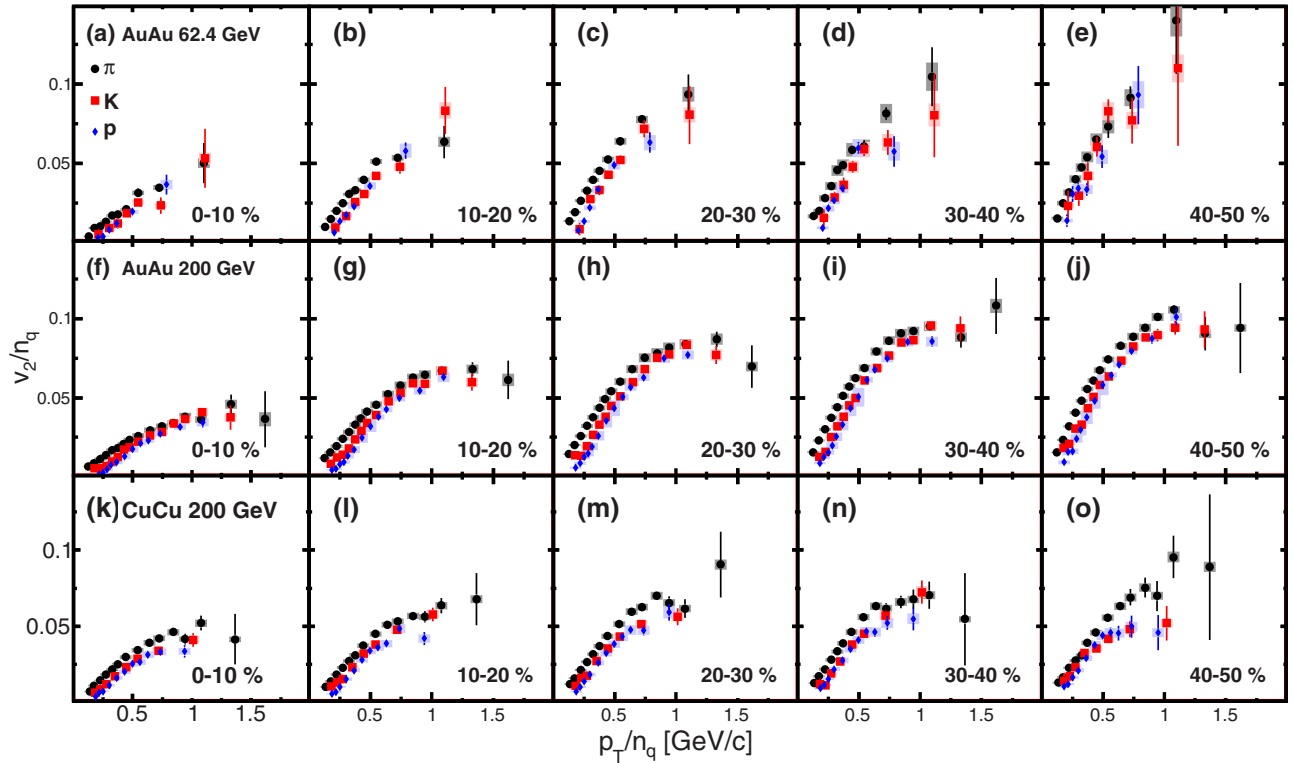 (a) AuAu 62.4 GeV
π
K
p
0-10 %
(b)
10-20 %
(c)
20-30 %
(d)
30-40 %
(e)
40-50 %
0.1
0.05
(f) AuAu 200 GeV
0-10 %
(g)
10-20 %
(h)
20-30 %
(i)
30-40 %
(j)
40-50 %
0.1
0.05
v2/nq
(k) CuCu 200 GeV
0-10 %
(l)
10-20 %
(m)
20-30 %
(n)
30-40 %
(o)
40-50 %
0.1
0.05
0.5 1 1.5 0.5 1 1.5 0.5 1 1.5 0.5 1 1.5 0.5 1 1.5
pT/nq [GeV/c]